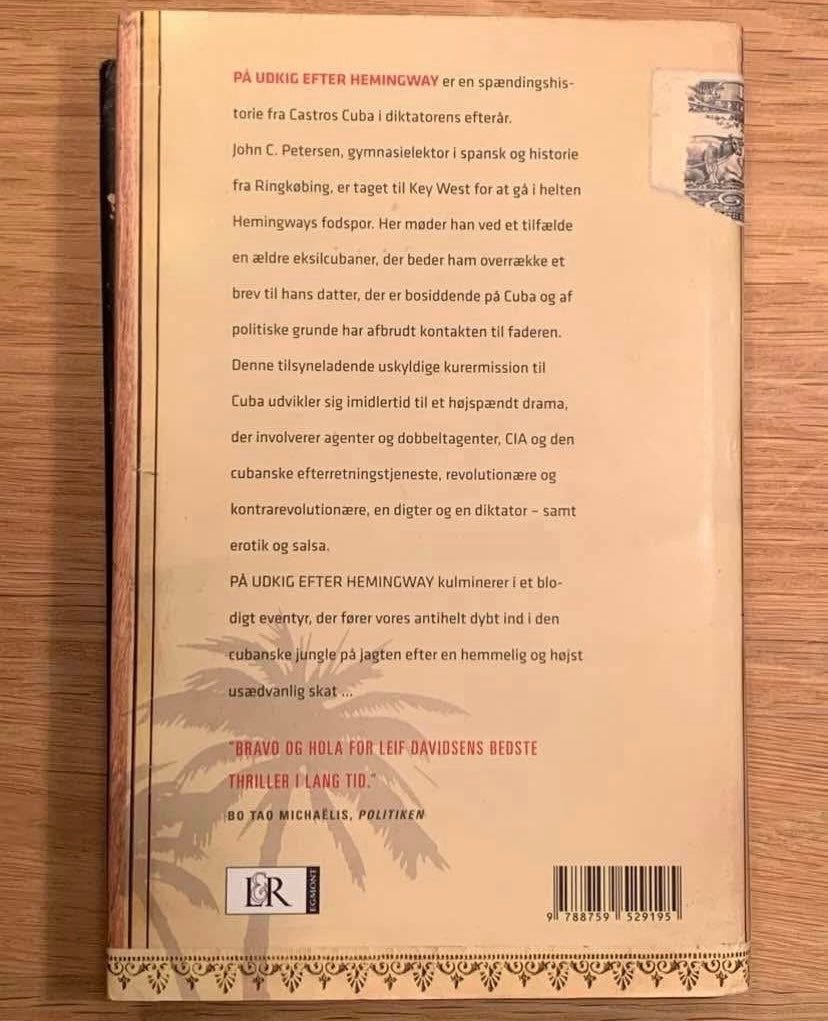 PÅ UDKIG EFTER HEMINGWAY er en spændingshis-
torie fra Castros Cuba i diktatorens efterår.
John C. Petersen, gymnasielektor i spansk og historie
fra Ringkøbing, er taget til Key West for at gå i helten
Hemingways fodspor. Her møder han ved et tilfælde
en ældre eksilcubaner, der beder ham overrække et
brev til hans datter, der er bosiddende på Cuba og af
politiske grunde har afbrudt kontakten til faderen.
Denne tilsyneladende uskyldige kurermission til
Cuba udvikler sig imidlertid til et højspændt drama,
der involverer agenter og dobbeltagenter, CIA og den
cubanske efterretningstjeneste, revolutionære og
kontrarevolutionære, en digter og en diktator – samt
erotik og salsa.
PÅ UDKIG EFTER HEMINGWAY kulminerer i et blo-
digt eventyr, der fører vores antihelt dybt ind i den
cubanske jungle på jagten efter en hemmelig og højst
usædvanlig skat ...
"BRAVO OG HOLA FOR LEIF DAVIDSENS BEDSTE
THRILLER I LANG TID."
BO TAO MICHAËLIS, POLITIKEN
L&R EGMONT
9 788759 529195